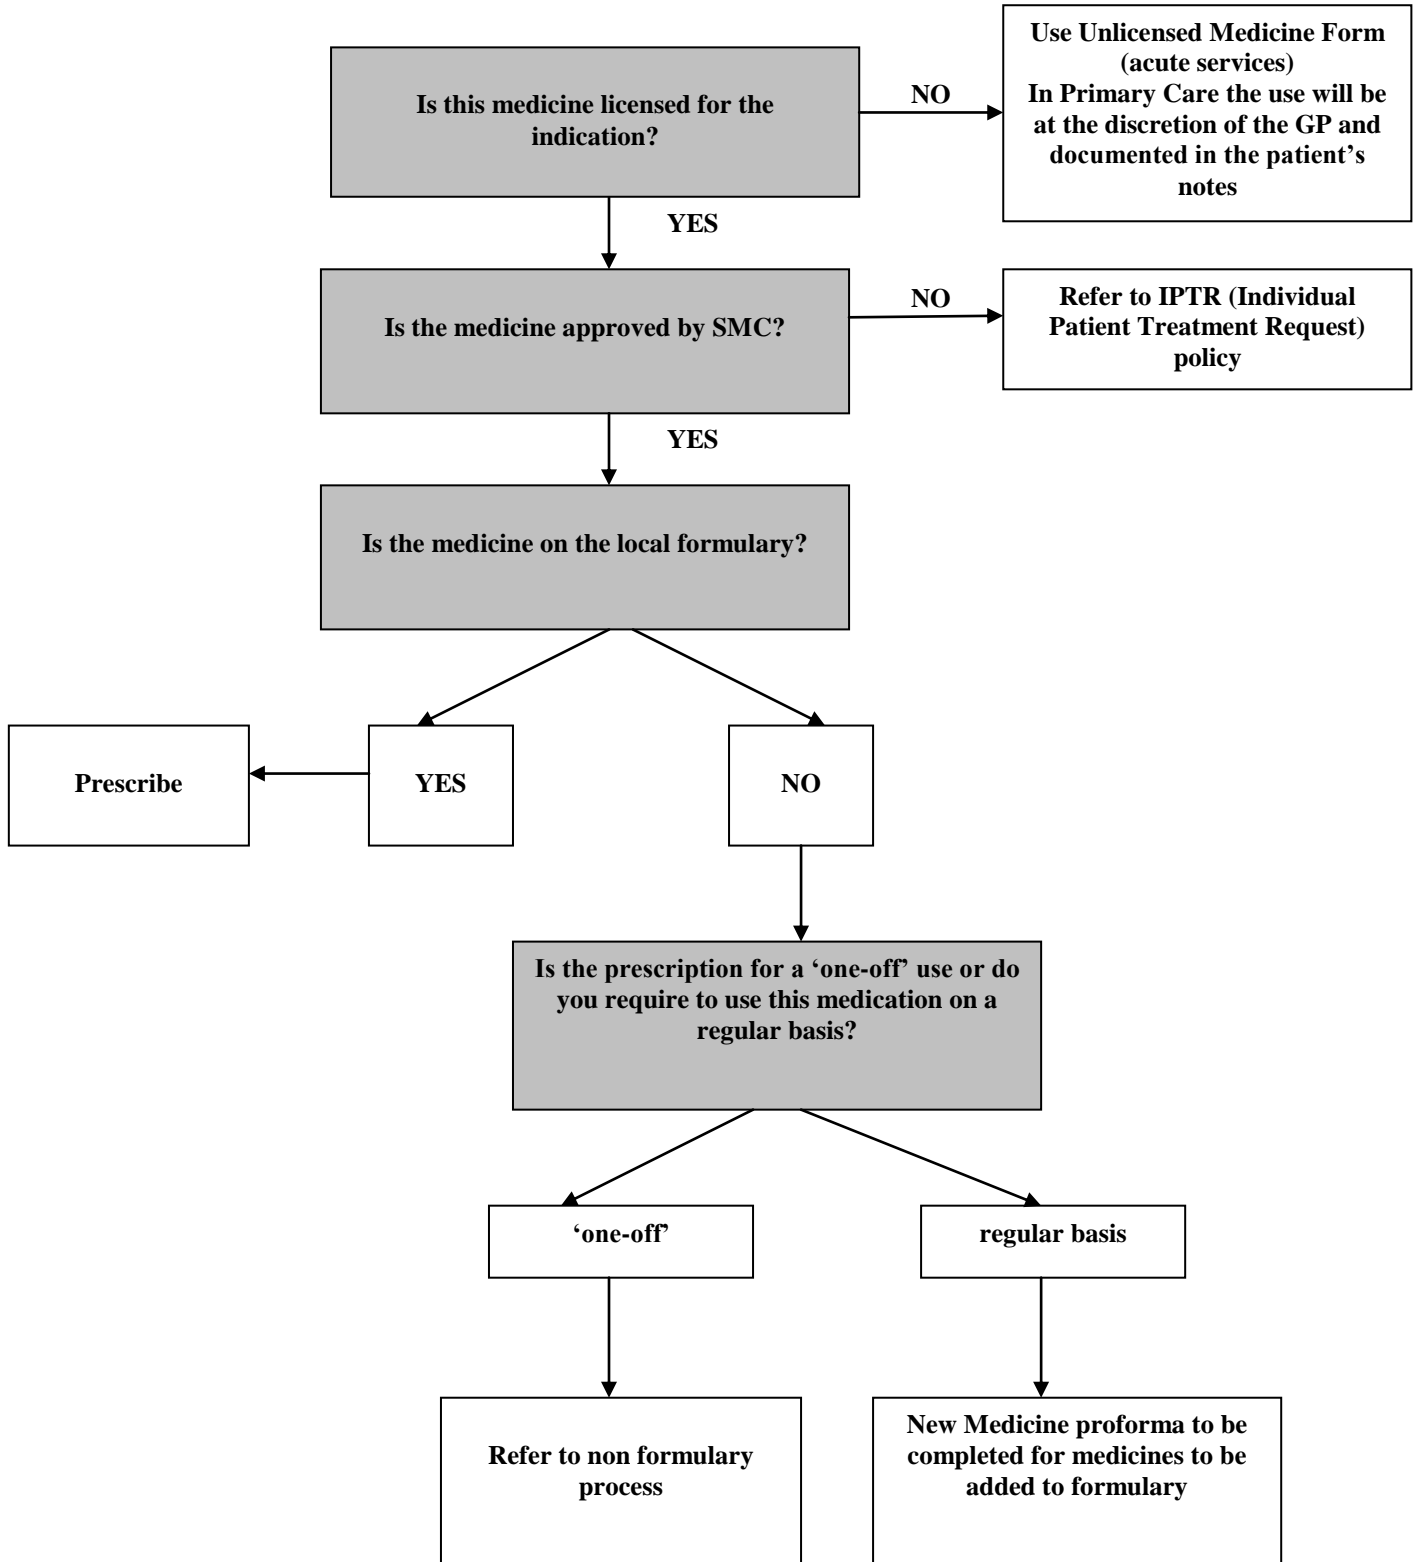 Use Unlicensed Medicine Form
(acute services)
In Primary Care the use will be
at the discretion of the GP and
documented in the patient’s
notes
Is this medicine licensed for the
indication?
NO
YES
Is the medicine approved by SMC?
NO
Refer to IPTR (Individual
Patient Treatment Request)
policy
YES
Is the medicine on the local formulary?
Prescribe
YES
NO
Is the prescription for a ‘one-off’ use or do
you require to use this medication on a
regular basis?
‘one-off’
regular basis
Refer to non formulary
process
New Medicine proforma to be
completed for medicines to be
added to formulary